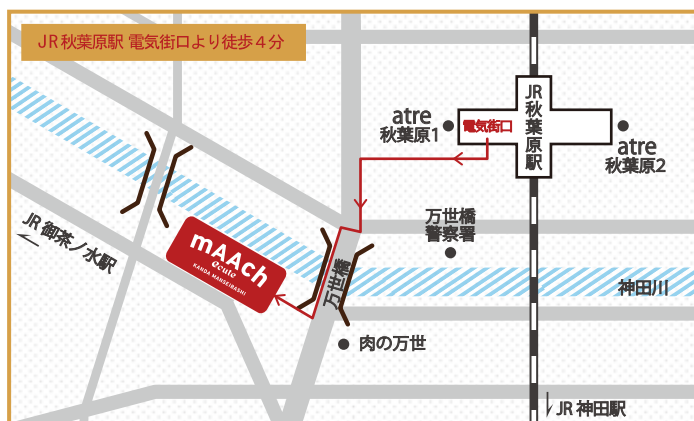 JR秋葉原駅 電気街口より徒歩4分
JR秋葉原駅
電気街口
atre
秋葉原1
atre
秋葉原2
万世橋
警察署
JR 御茶ノ水駅
mAAch
ecute
KANDA MANSEIBASHI
万世橋
神田川
肉の万世
JR 神田駅